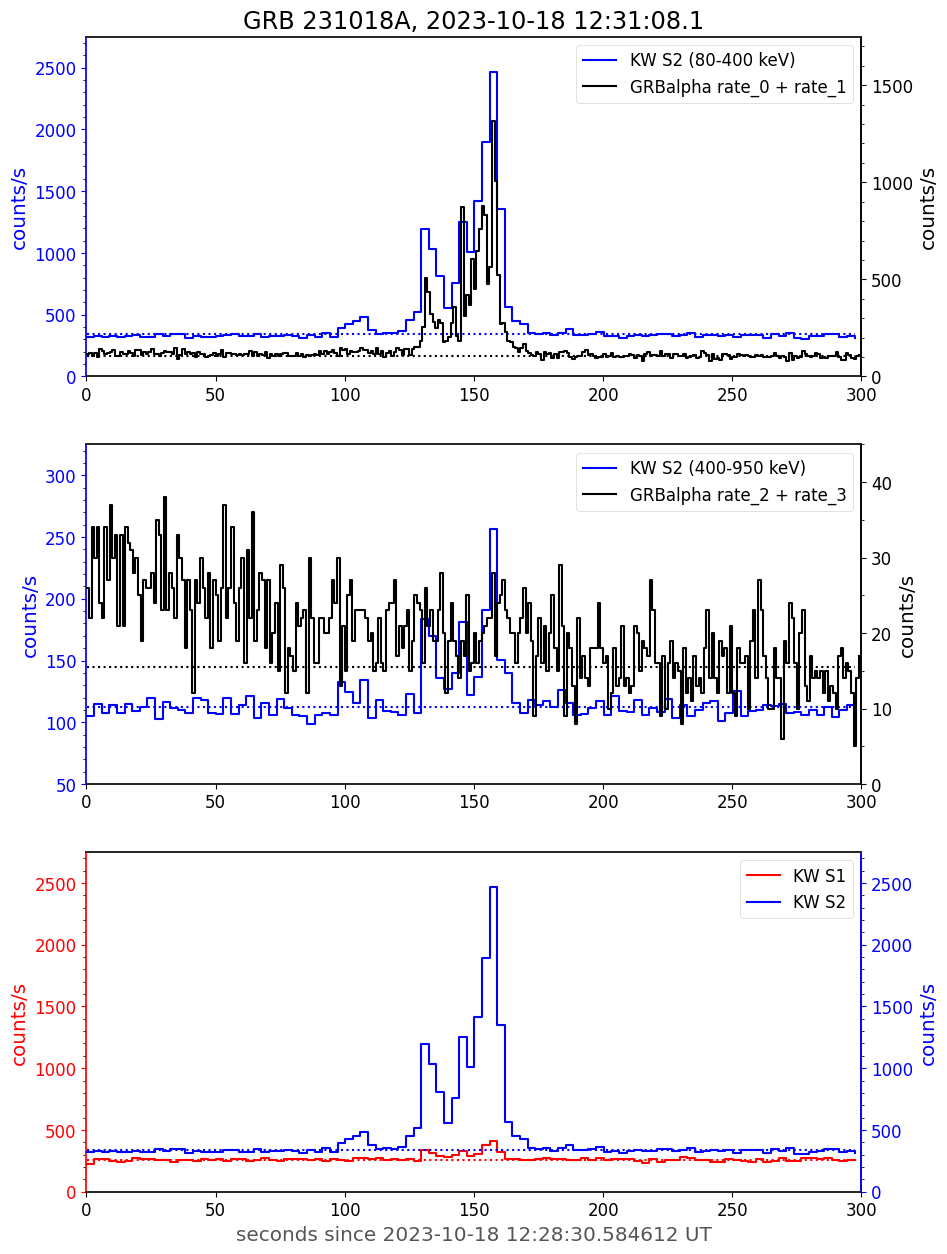 GRB 231018A, 2023-10-18 12:31:08.1
KW S2 (80-400 keV)
GRBalpha rate_0 + rate_1
counts/s
counts/s
2500
2000
1500
1000
500
0
1500
1000
500
0
0 50 100 150 200 250 300
KW S2 (400-950 keV)
GRBalpha rate_2 + rate_3
counts/s
counts/s
300
250
200
150
100
50
40
30
20
10
0
0 50 100 150 200 250 300
KW S1
KW S2
counts/s
counts/s
2500
2000
1500
1000
500
0
2500
2000
1500
1000
500
0
0 50 100 150 200 250 300
seconds since 2023-10-18 12:28:30.584612 UT